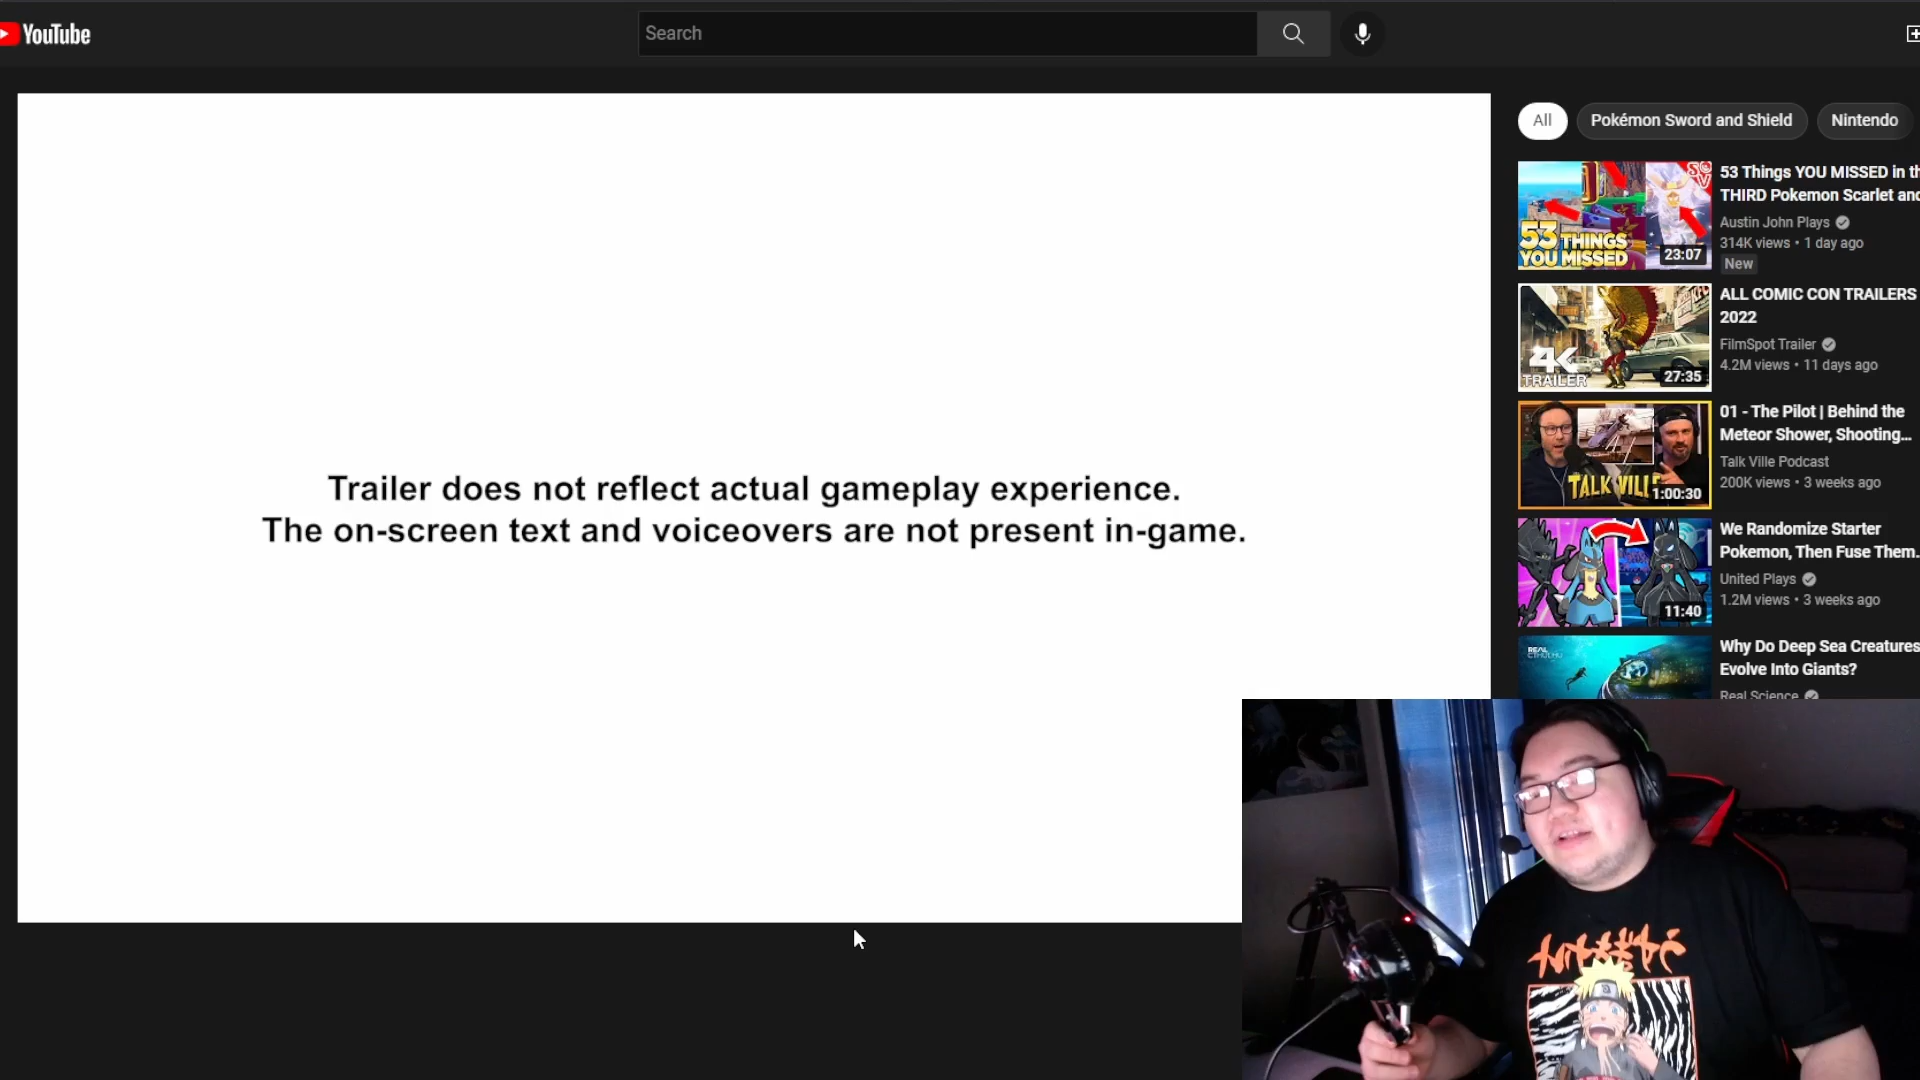 YouTube
Search
Trailer does not reflect actual gameplay experience.
The on-screen text and voiceovers are not present in-game.
All
Pokémon Sword and Shield
Nintendo
53 THINGS
YOU MISSED
23:07
53 Things YOU MISSED in th
THIRD Pokemon Scarlet and
Austin John Plays
314K views • 1 day ago
New
4K
TRAILER
27:35
ALL COMIC CON TRAILERS
2022
FilmSpot Trailer
4.2M views • 11 days ago
TALK VILL
1:00:30
01 - The Pilot | Behind the
Meteor Shower, Shooting...
Talk Ville Podcast
200K views • 3 weeks ago
11:40
We Randomize Starter
Pokemon, Then Fuse Them...
United Plays
1.2M views • 3 weeks ago
REAL
CTHULHU
Why Do Deep Sea Creatures
Evolve Into Giants?
Real Science